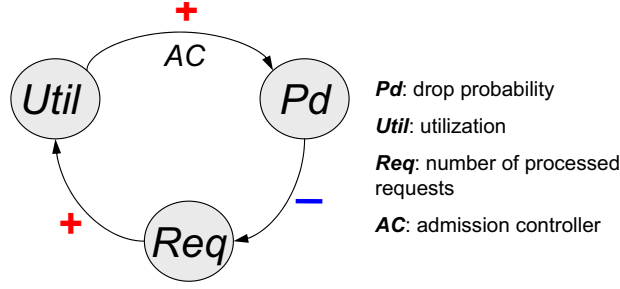 +
AC
Util
Pd
Pd: drop probability
Util: utilization
Req: number of processed
requests
AC: admission controller
−
+
Req